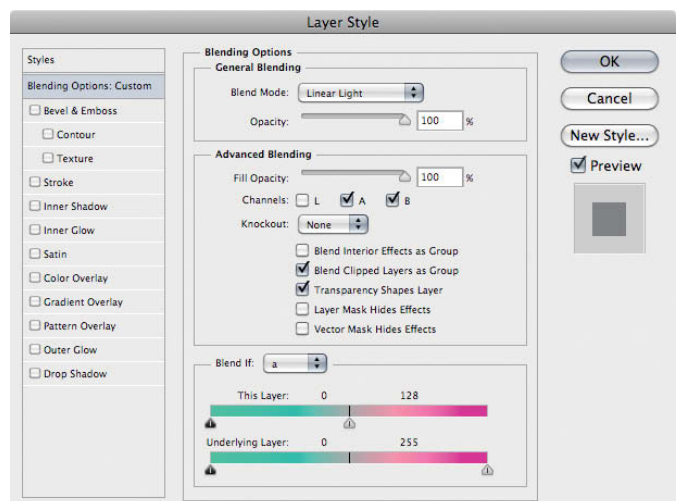 Layer Style
Styles
Blending Options: Custom
Bevel & Emboss
Contour
Texture
Stroke
Inner Shadow
Inner Glow
Satin
Color Overlay
Gradient Overlay
Pattern Overlay
Outer Glow
Drop Shadow
Blending Options
General Blending
Blend Mode: Linear Light
Opacity: 100 %
Advanced Blending
Fill Opacity: 100 %
Channels: L A B
Knockout: None
Blend Interior Effects as Group
Blend Clipped Layers as Group
Transparency Shapes Layer
Layer Mask Hides Effects
Vector Mask Hides Effects
Blend If: a
This Layer: 0 128
Underlying Layer: 0 255
OK
Cancel
New Style...
Preview